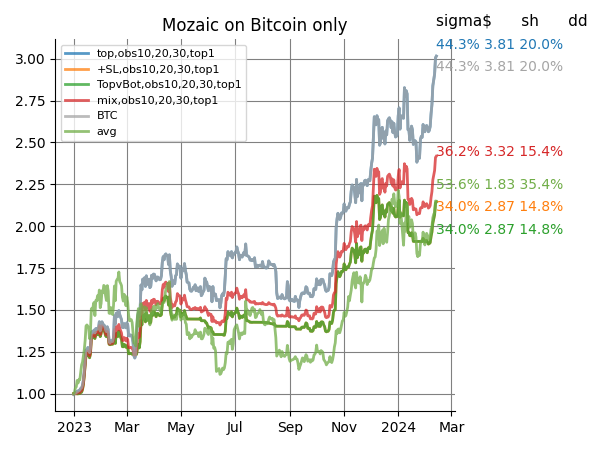 Mozaic on Bitcoin only
sigma$ sh dd
top,obs10,20,30,top1
+SL,obs10,20,30,top1
TopvBot,obs10,20,30,top1
mix,obs10,20,30,top1
BTC
avg
44.3% 3.81 20.0%
44.3% 3.81 20.0%
36.2% 3.32 15.4%
53.6% 1.83 35.4%
34.0% 2.87 14.8%
34.0% 2.87 14.8%
3.00
2.75
2.50
2.25
2.00
1.75
1.50
1.25
1.00
2023 Mar May Jul Sep Nov 2024 Mar